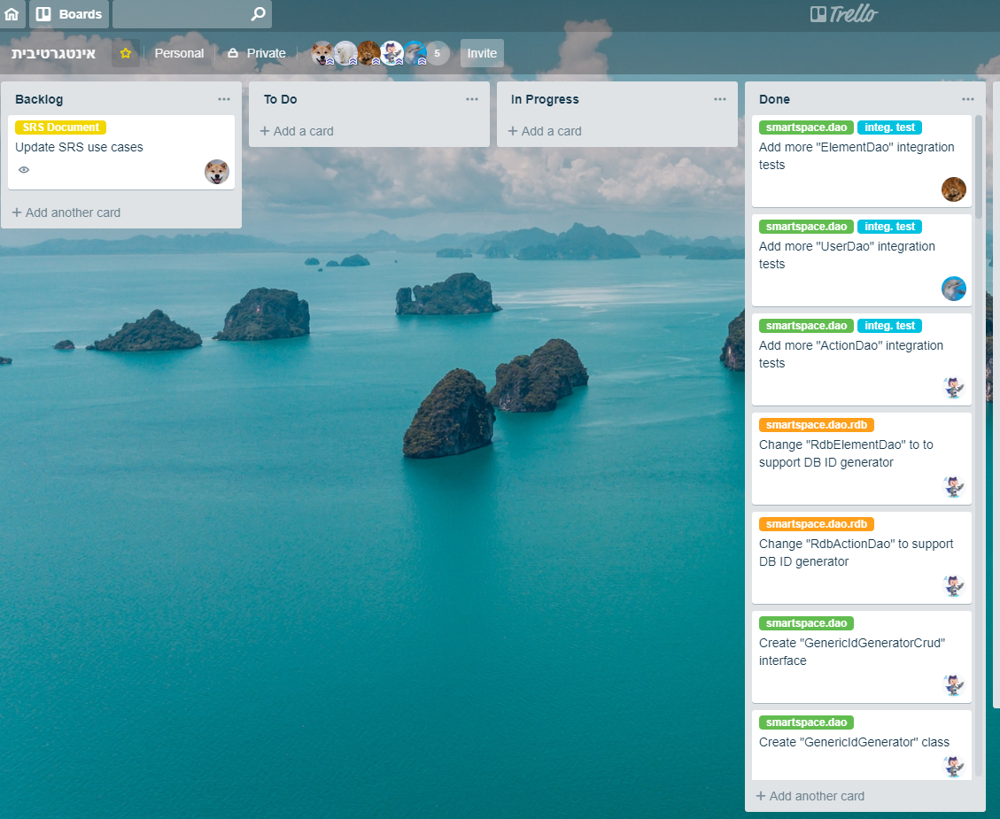 Boards
Trello
אינטגרטיבית
Personal
Private
5
Invite
Backlog
SRS Document
Update SRS use cases
+ Add another card
To Do
+ Add a card
In Progress
+ Add a card
Done
smartspace.dao integ. test
Add more "ElementDao" integration
tests
smartspace.dao integ. test
Add more "UserDao" integration
tests
smartspace.dao integ. test
Add more "ActionDao" integration
tests
smartspace.dao.rdb
Change "RdbElementDao" to to
support DB ID generator
smartspace.dao.rdb
Change "RdbActionDao" to support
DB ID generator
smartspace.dao
Create "GenericIdGeneratorCrud"
interface
smartspace.dao
Create "GenericIdGenerator" class
+ Add another card